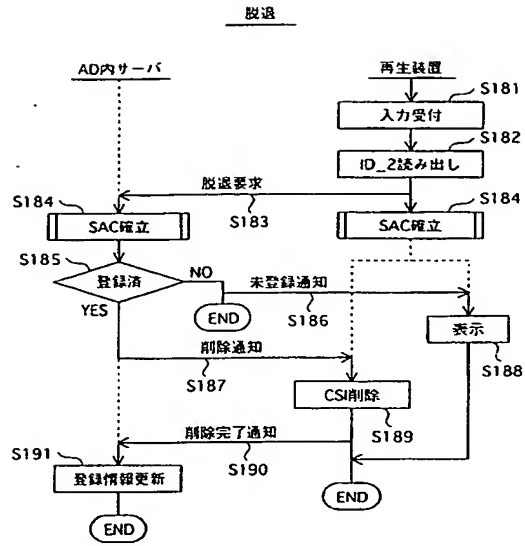 脱退
AD内サーバ
再生装置
S181
入力受付
S182
ID_2読み出し
脱退要求
S183
S184
SAC確立
S184
SAC確立
S185
登録済
NO
YES
END
未登録通知
S186
表示
S188
削除通知
S187
CSI削除
S189
削除完了通知
S190
S191
登録情報更新
END
END